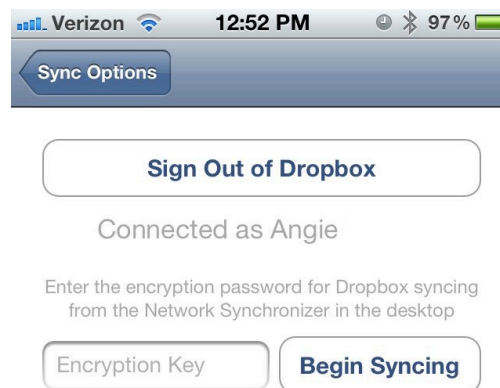 Verizon 12:52 PM 97%
Sync Options
Sign Out of Dropbox
Connected as Angie
Enter the encryption password for Dropbox syncing
from the Network Synchronizer in the desktop
Encryption Key Begin Syncing